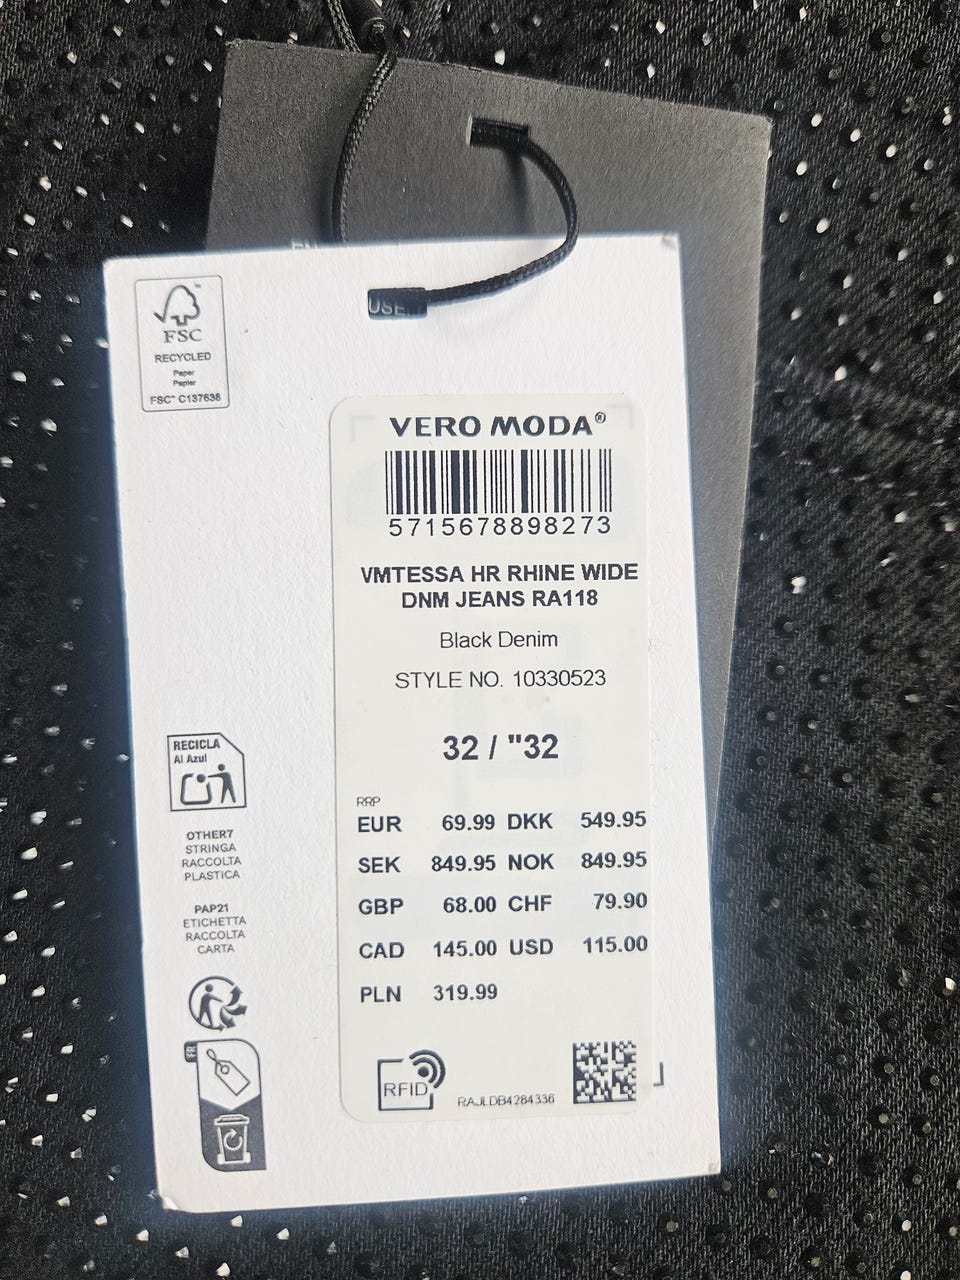 USE.
FSC
RECYCLED
Paper
Papier
FSC™ C137638
VERO MODA®
5715678898273
VMTESSA HR RHINE WIDE
DNM JEANS RA118
Black Denim
STYLE NO. 10330523
32 / "32
RRP
EUR 69.99 DKK 549.95
SEK 849.95 NOK 849.95
GBP 68.00 CHF 79.90
CAD 145.00 USD 115.00
PLN 319.99
RFID
RAJLDB4284336
RECICLA
Al Azul
OTHER7
STRINGA
RACCOLTA
PLASTICA
PAP21
ETICHETTA
RACCOLTA
CARTA
FR